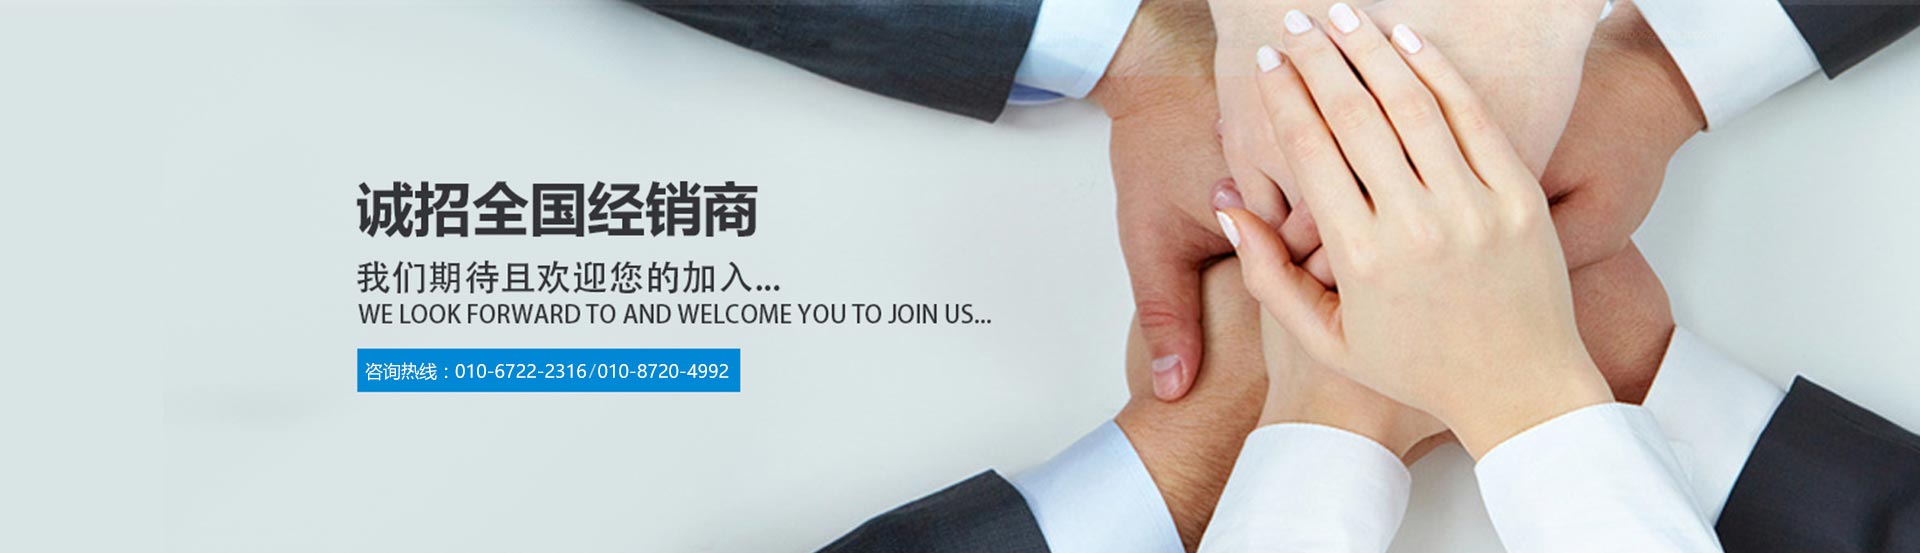 诚招全国经销商
我们期待且欢迎您的加入...
WE LOOK FORWARD TO AND WELCOME YOU TO JOIN US...
咨询热线：010-6722-2316/010-8720-4992